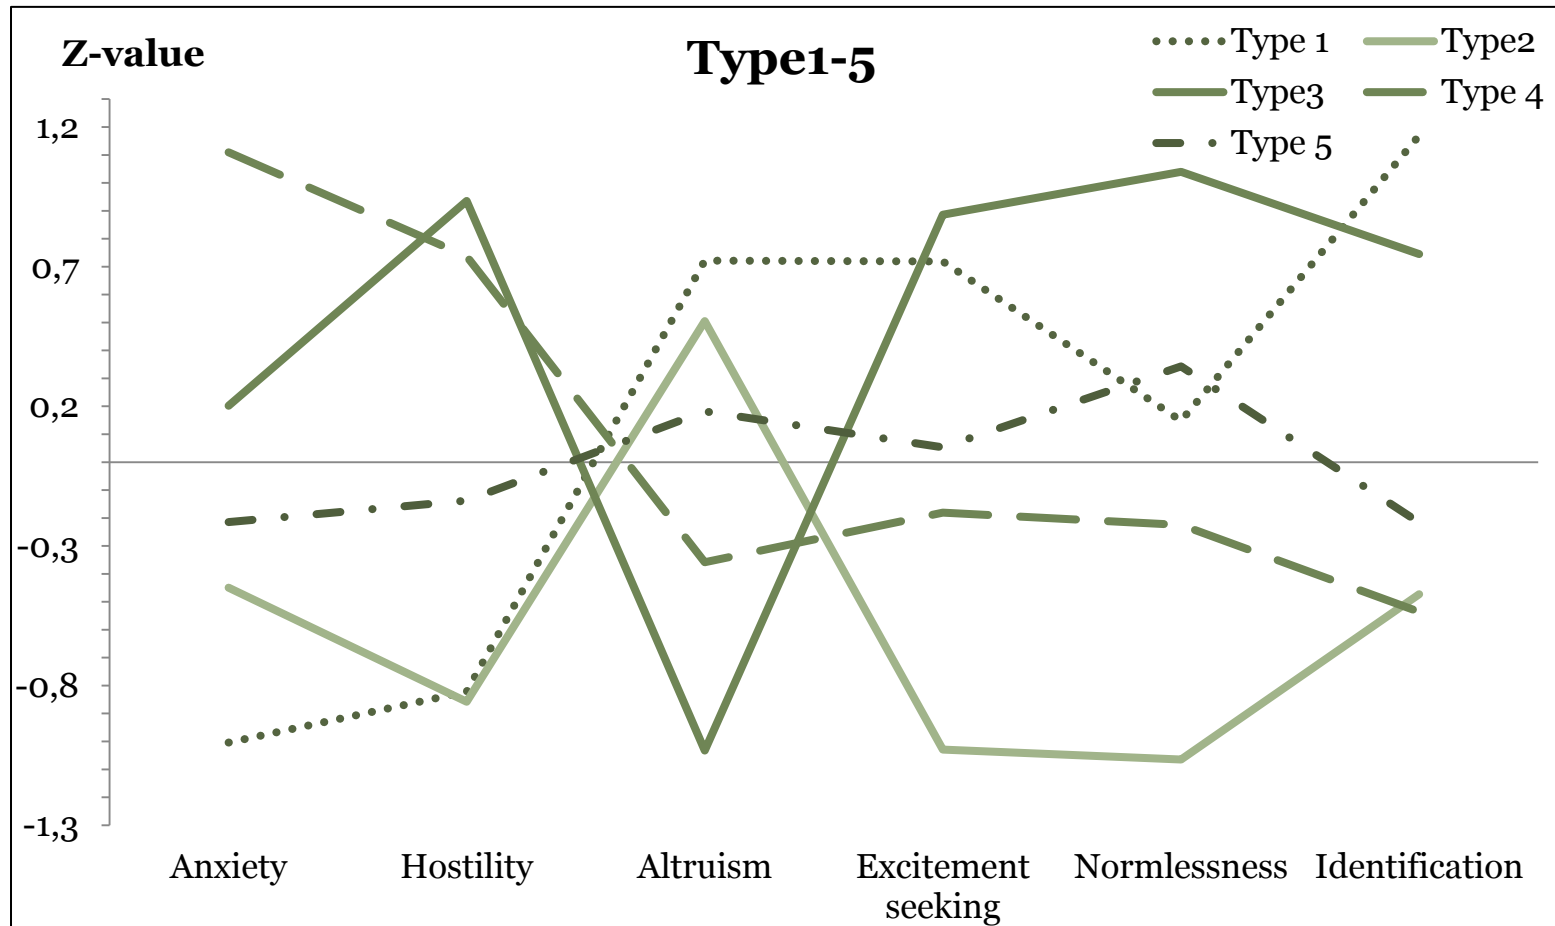 Z-value
Type1-5
Type 1
Type2
Type3
Type 4
Type 5
1,2
0,7
0,2
-0,3
-0,8
-1,3
Anxiety
Hostility
Altruism
Excitement
seeking
Normlessness
Identification